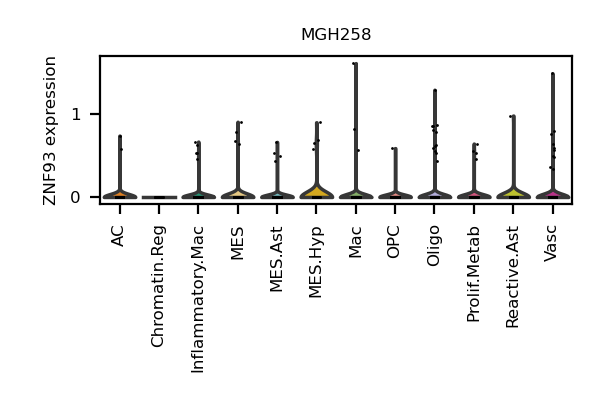 MGH258
ZNF93 expression
1
0
AC
Chromatin.Reg
Inflammatory.Mac
MES
MES.Ast
MES.Hyp
Mac
OPC
Oligo
Prolif.Metab
Reactive.Ast
Vasc